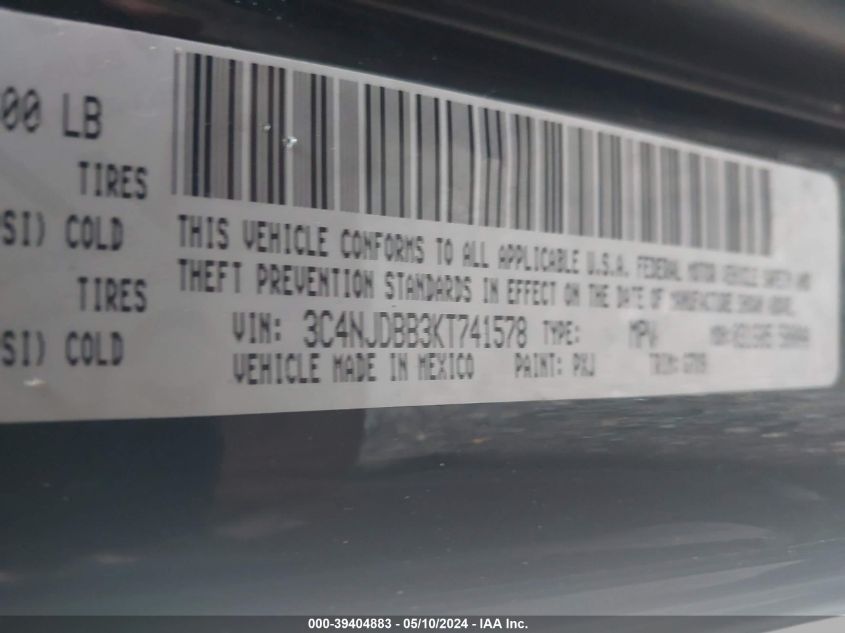 00 LB
TIRES
SI) COLD
TIRES
SI) COLD
THIS VEHICLE CONFORMS TO ALL APPLICABLE U.S.A. FEDERAL MOTOR VEHICLE SAFETY AND
THEFT PREVENTION STANDARDS IN EFFECT ON THE DATE OF MANUFACTURE SHOWN ABOVE.
VIN: 3C4NJDBB3KT741578 TYPE: MPV
VEHICLE MADE IN MEXICO PAINT: PXJ TRIM:
000-39404883 - 05/10/2024 - IAA Inc.